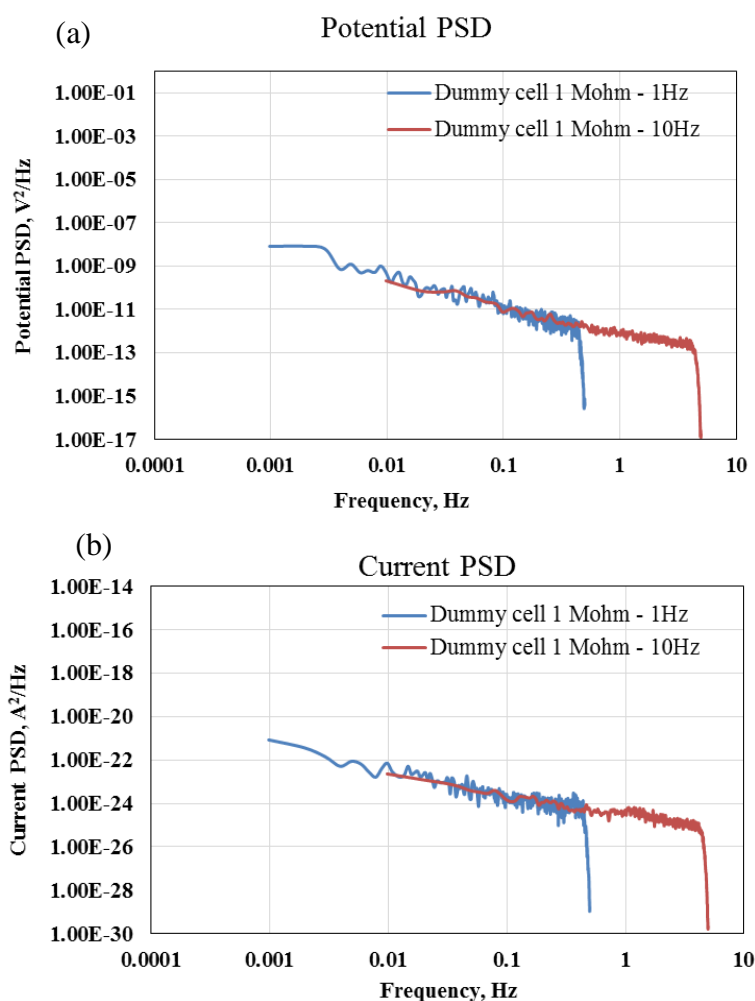 (a)
Potential PSD
Dummy cell 1 Mohm - 1Hz
Dummy cell 1 Mohm - 10Hz
Potential PSD, V²/Hz
1.00E-01
1.00E-03
1.00E-05
1.00E-07
1.00E-09
1.00E-11
1.00E-13
1.00E-15
1.00E-17
0.0001 0.001 0.01 0.1 1 10
Frequency, Hz
(b)
Current PSD
Dummy cell 1 Mohm - 1Hz
Dummy cell 1 Mohm - 10Hz
Current PSD, A²/Hz
1.00E-14
1.00E-16
1.00E-18
1.00E-20
1.00E-22
1.00E-24
1.00E-26
1.00E-28
1.00E-30
0.0001 0.001 0.01 0.1 1 10
Frequency, Hz